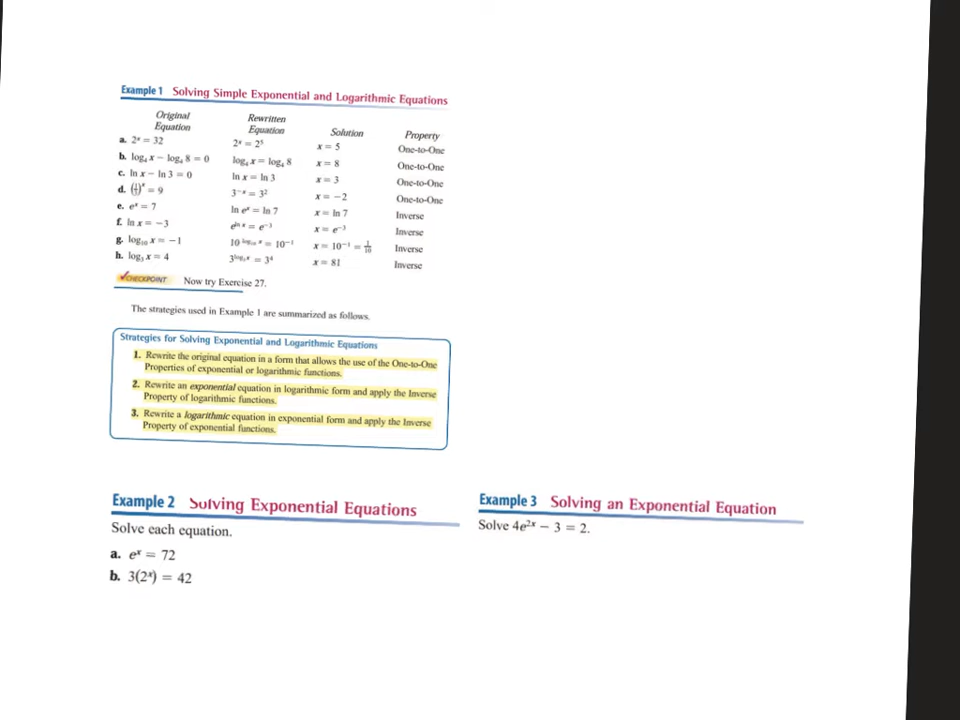 Example 1 Solving Simple Exponential and Logarithmic Equations
Original Equation Rewritten Equation Solution Property
a. 2ˣ = 32 2ˣ = 2⁵ x = 5 One-to-One
b. log₄ x − log₄ 8 = 0 log₄ x = log₄ 8 x = 8 One-to-One
c. ln x − ln 3 = 0 ln x = ln 3 x = 3 One-to-One
d. (1/3)ˣ = 9 3⁻ˣ = 3² x = −2 One-to-One
e. eˣ = 7 ln eˣ = ln 7 x = ln 7 Inverse
f. ln x = −3 e^(ln x) = e⁻³ x = e⁻³ Inverse
g. log₁₀ x = −1 10^(log₁₀ x) = 10⁻¹ x = 10⁻¹ = 1/10 Inverse
h. log₃ x = 4 3^(log₃ x) = 3⁴ x = 81 Inverse
✓CHECKPOINT Now try Exercise 27.
The strategies used in Example 1 are summarized as follows.
Strategies for Solving Exponential and Logarithmic Equations
1. Rewrite the original equation in a form that allows the use of the One-to-One
Properties of exponential or logarithmic functions.
2. Rewrite an exponential equation in logarithmic form and apply the Inverse
Property of logarithmic functions.
3. Rewrite a logarithmic equation in exponential form and apply the Inverse
Property of exponential functions.
Example 2 Solving Exponential Equations
Solve each equation.
a. eˣ = 72
b. 3(2ˣ) = 42
Example 3 Solving an Exponential Equation
Solve 4e²ˣ − 3 = 2.